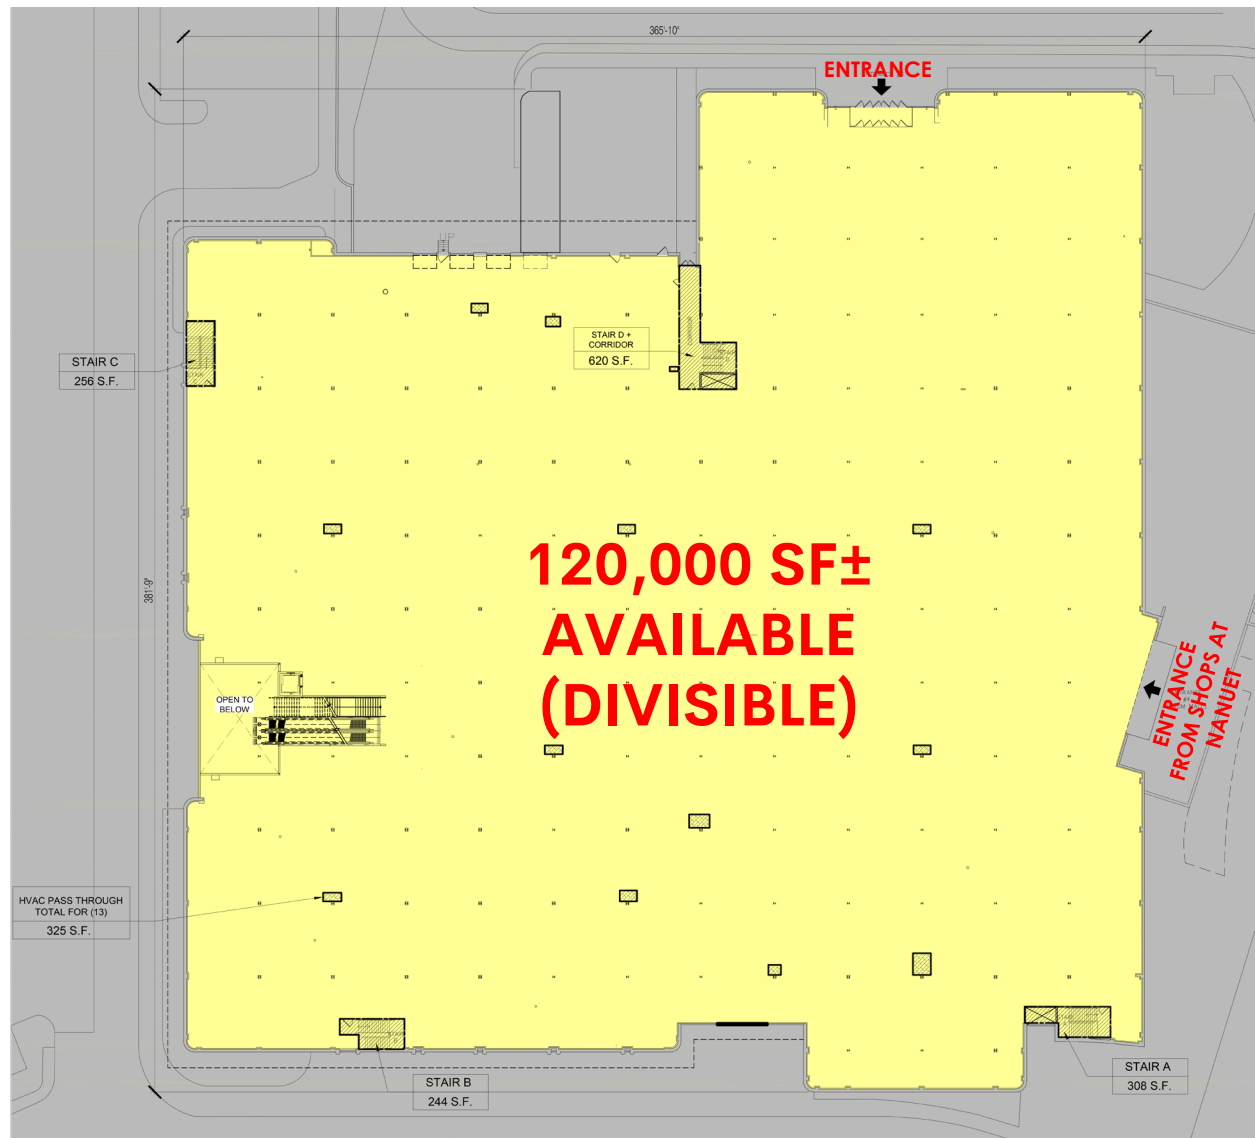 365'-10"
ENTRANCE
STAIR D +
CORRIDOR
620 S.F.
CORRIDOR
STAIR C
256 S.F.
120,000 SF±
AVAILABLE
(DIVISIBLE)
381'-9"
ENTRANCE
FROM SHOPS AT
NANUET
OPEN TO
BELOW
HVAC PASS THROUGH
TOTAL FOR (13)
325 S.F.
STAIR B
244 S.F.
STAIR A
308 S.F.